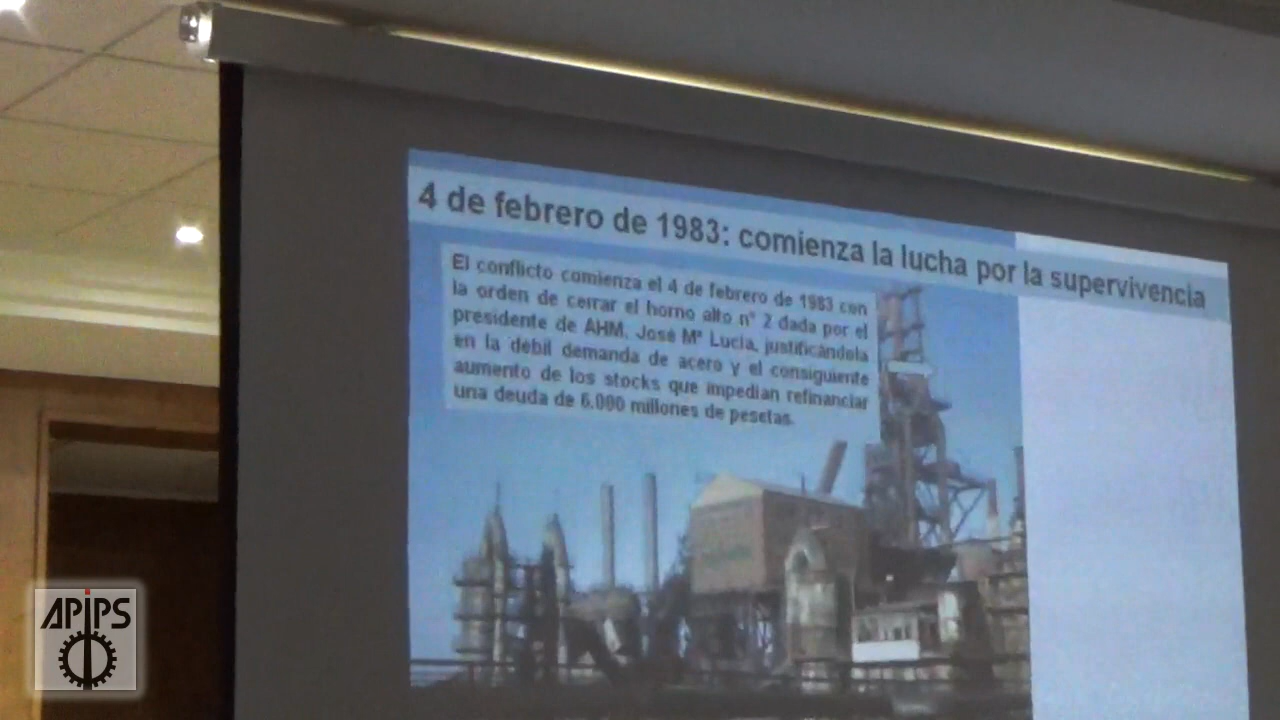 4 de febrero de 1983: comienza la lucha por la supervivencia
El conflicto comienza el 4 de febrero de 1983 con
la orden de cerrar el horno alto nº 2 dada por el
presidente de AHM, José Mª Lucia, justificándola
en la débil demanda de acero y el consiguiente
aumento de los stocks que impedían refinanciar
una deuda de 6.000 millones de pesetas.
APIPS